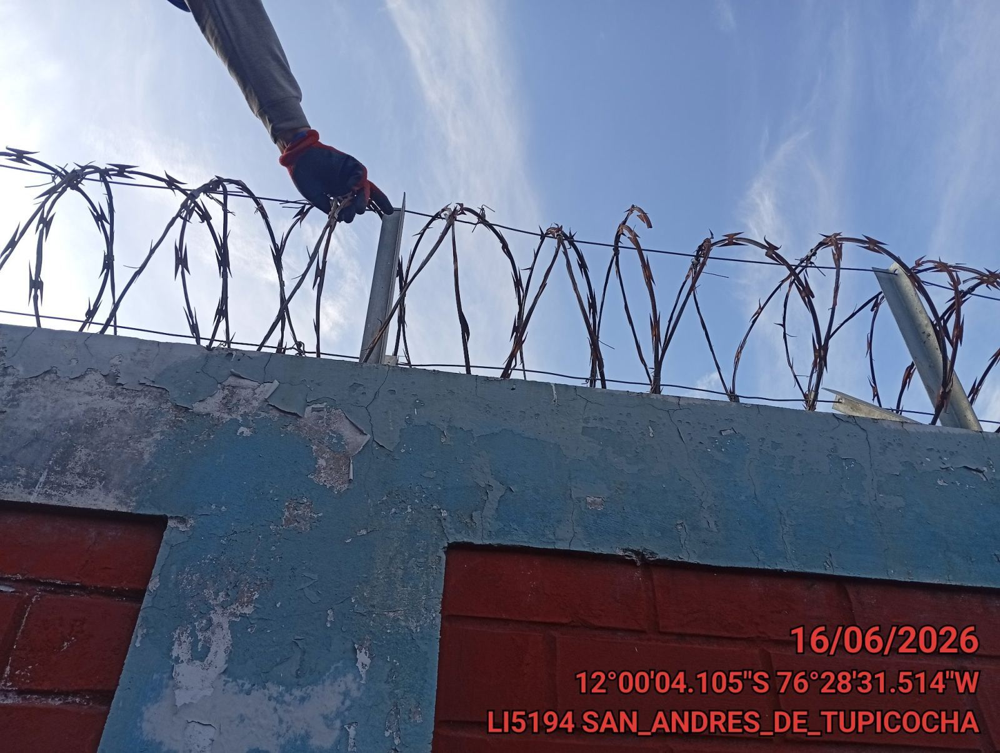 16/06/2026
12°00'04.105"S 76°28'31.514"W
LI5194 SAN_ANDRES_DE_TUPICOCHA